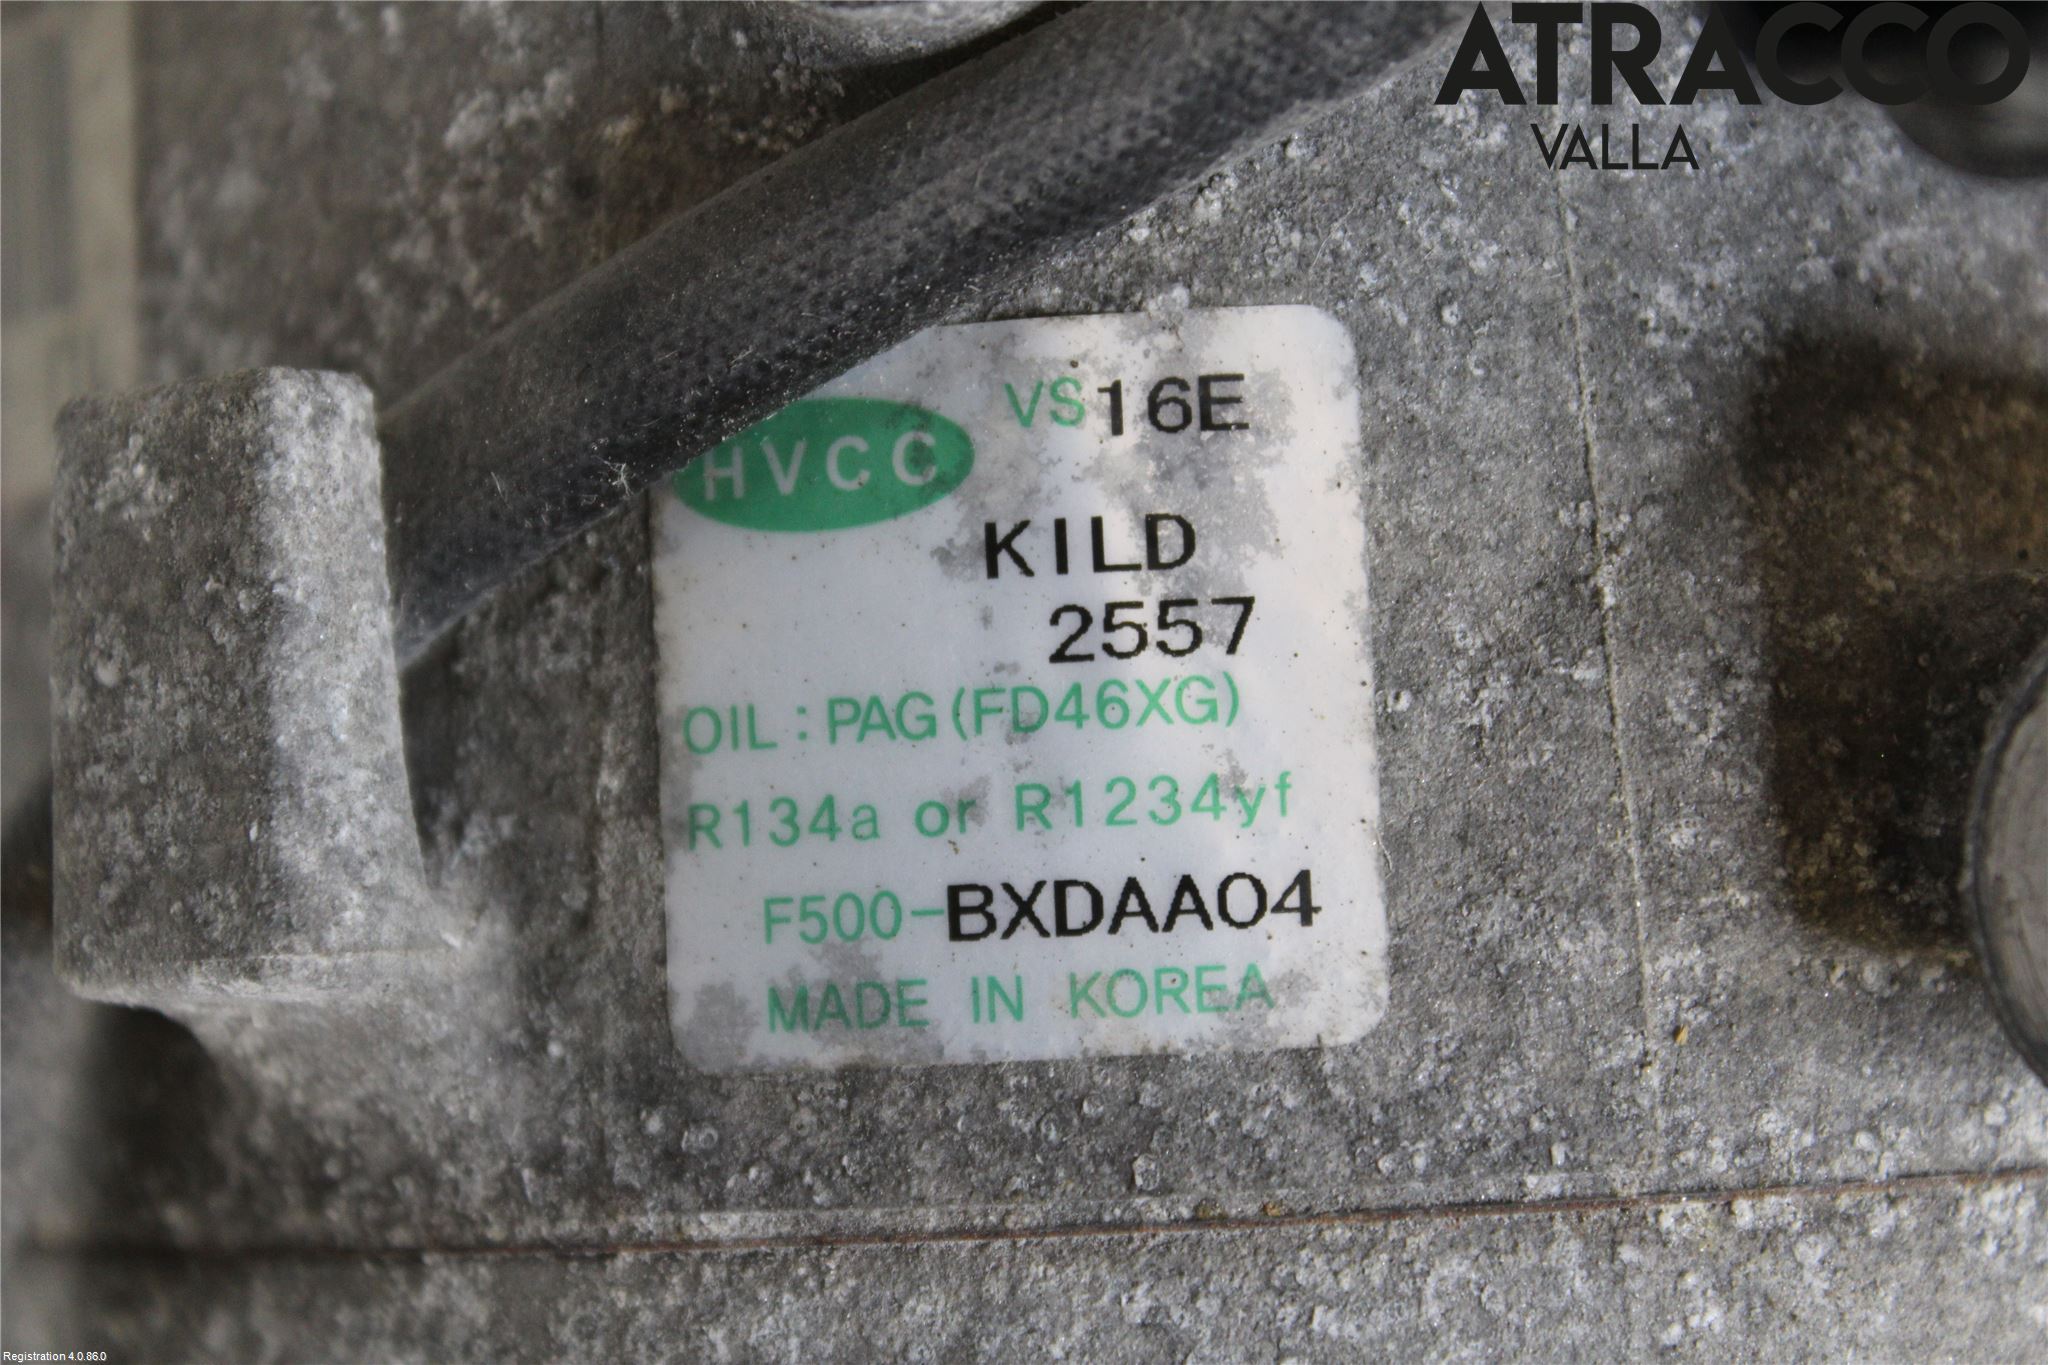 ATRACCO
VALLA
VS16E
HVCC
KILD
2557
OIL:PAG(FD46XG)
R134a or R1234yf
F500-BXDAA04
MADE IN KOREA
Registration 4.0.86.0